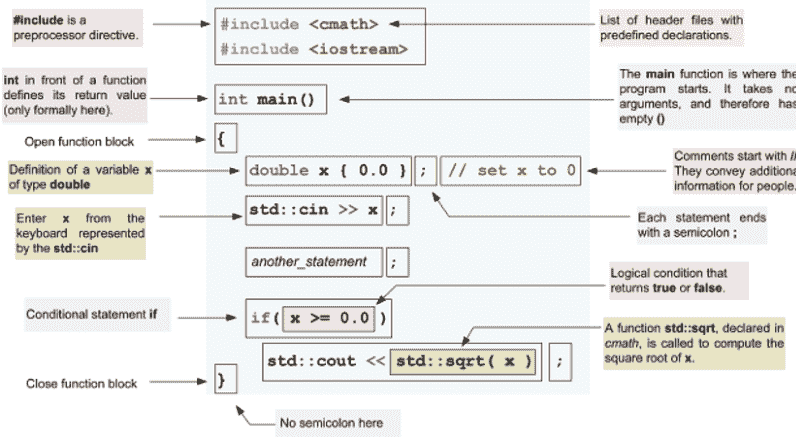 #include is a
preprocessor directive.
#include <cmath>
#include <iostream>
List of header files with
predefined declarations.
int in front of a function
defines its return value
(only formally here).
int main()
The main function is where the
program starts. It takes no
arguments, and therefore has
empty ()
Open function block
{
Definition of a variable x
of type double
double x { 0.0 } ; // set x to 0
Comments start with //
They convey additional
information for people.
Enter x from the
keyboard represented
by the std::cin
std::cin >> x ;
Each statement ends
with a semicolon ;
another_statement ;
Logical condition that
returns true or false.
Conditional statement if
if( x >= 0.0 )
std::cout << std::sqrt( x ) ;
A function std::sqrt, declared in
cmath, is called to compute the
square root of x.
Close function block
}
No semicolon here